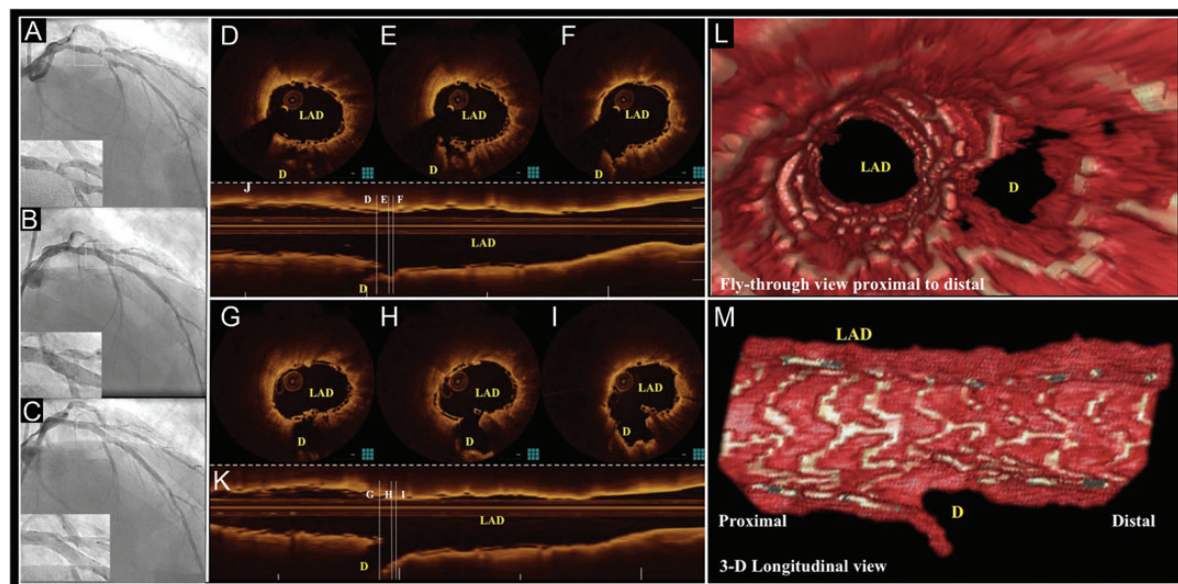 A
B
C
D
E
F
LAD
LAD
LAD
D
D
D
J
D
E
F
LAD
D
G
H
I
LAD
LAD
LAD
D
D
D
K
G
H
I
LAD
D
L
LAD
D
Fly-through view proximal to distal
M
LAD
D
Proximal
Distal
3-D Longitudinal view